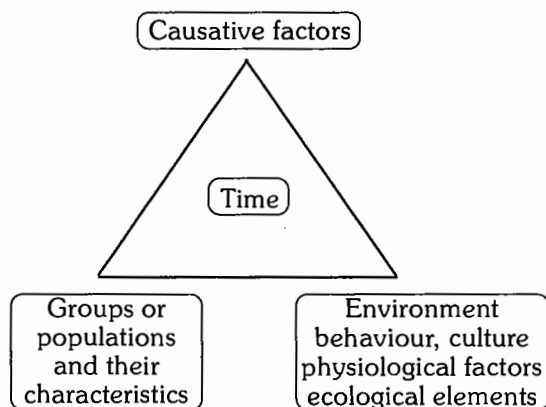 Causative factors
Time
Groups or
populations
and their
characteristics
Environment
behaviour, culture
physiological factors
ecological elements